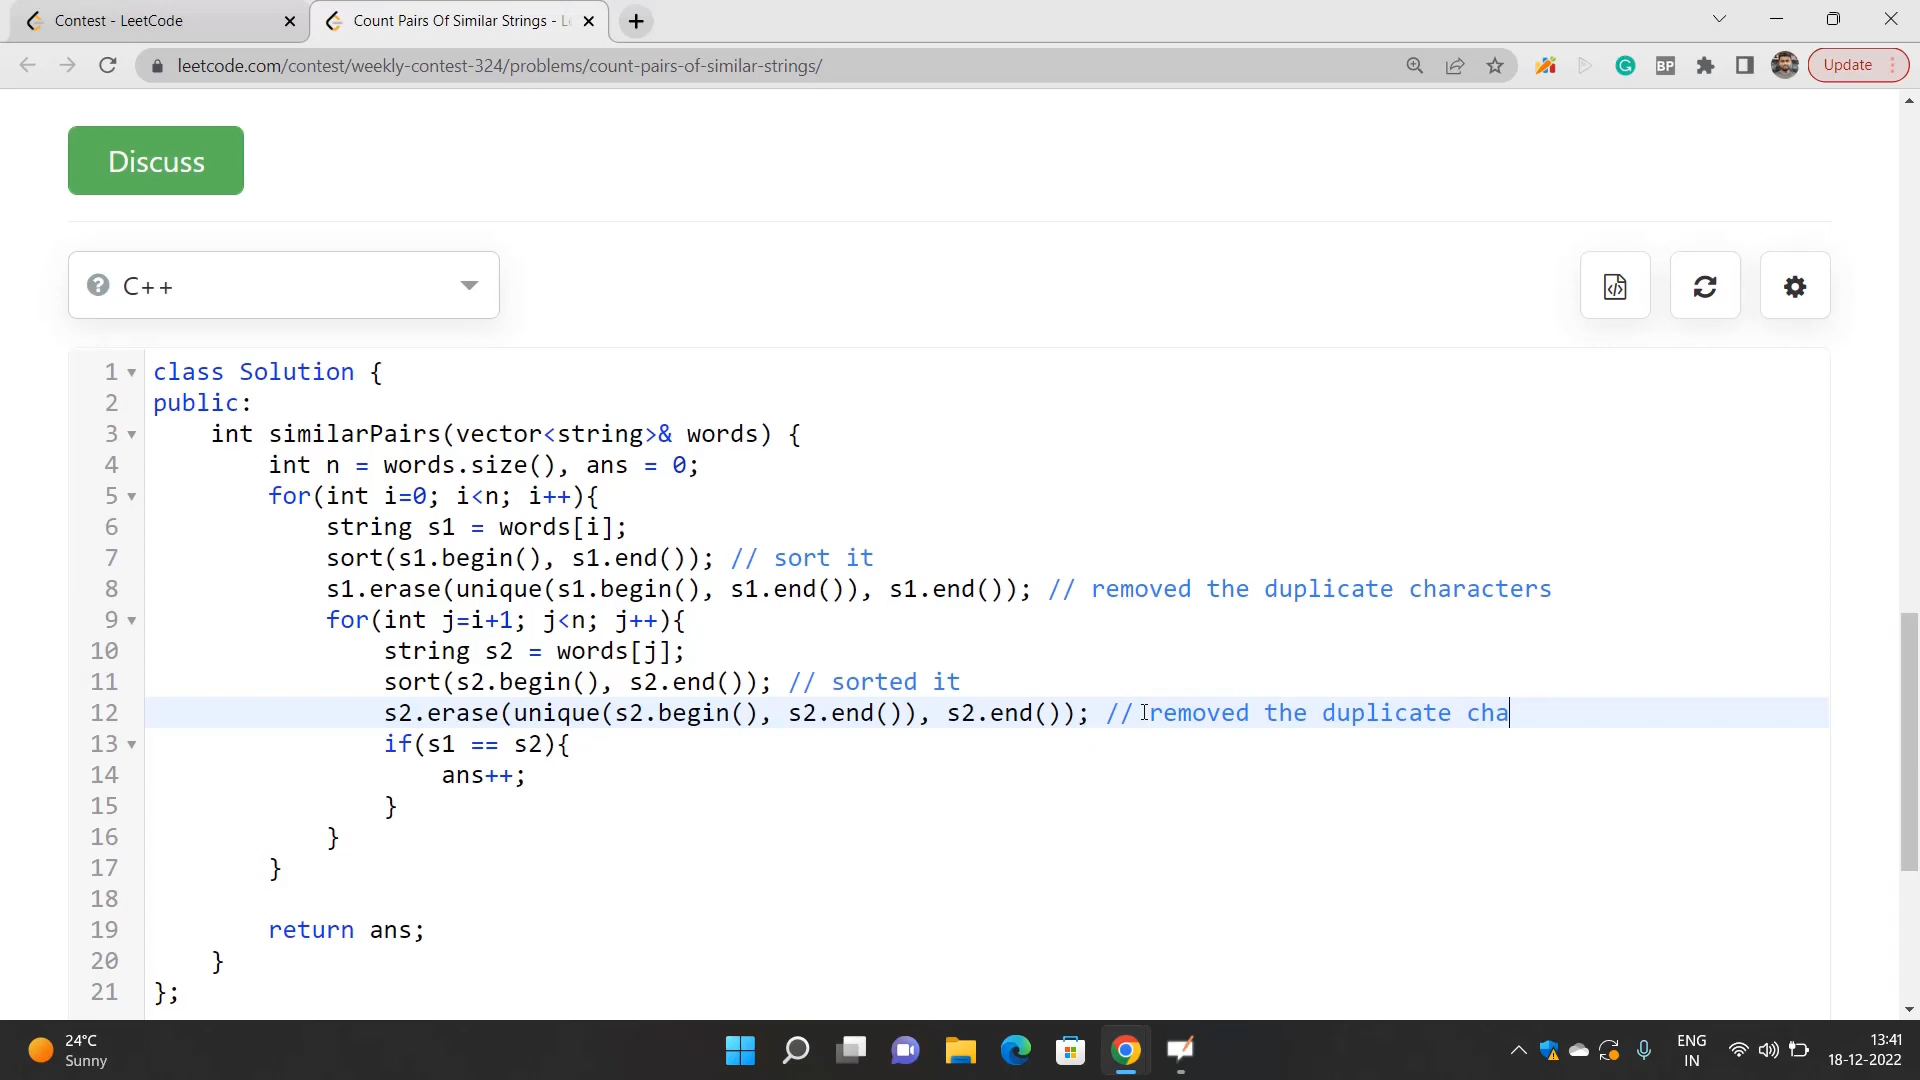 Contest - LeetCode
Count Pairs Of Similar Strings -
leetcode.com/contest/weekly-contest-324/problems/count-pairs-of-similar-strings/
BP
Update
Discuss
C++
1 class Solution {
2 public:
3     int similarPairs(vector<string>& words) {
4         int n = words.size(), ans = 0;
5         for(int i=0; i<n; i++){
6             string s1 = words[i];
7             sort(s1.begin(), s1.end()); // sort it
8             s1.erase(unique(s1.begin(), s1.end()), s1.end()); // removed the duplicate characters
9             for(int j=i+1; j<n; j++){
10                 string s2 = words[j];
11                 sort(s2.begin(), s2.end()); // sorted it
12                 s2.erase(unique(s2.begin(), s2.end()), s2.end()); // removed the duplicate cha
13                 if(s1 == s2){
14                     ans++;
15                 }
16             }
17         }
18
19         return ans;
20     }
21 };
24°C
Sunny
ENG
IN
13:41
18-12-2022